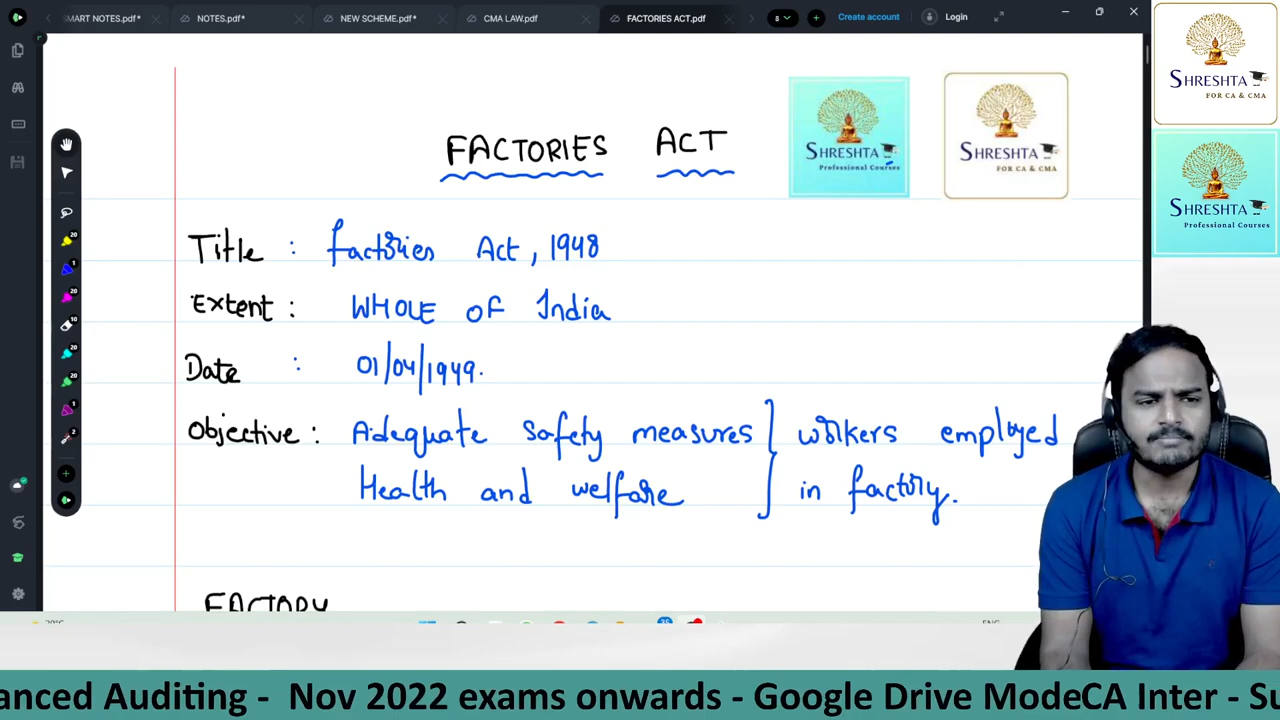 SMART NOTES.pdf*
NOTES.pdf*
NEW SCHEME.pdf*
CMA LAW.pdf
FACTORIES ACT.pdf
8
Create account
Login
SHRESHTA
FOR CA & CMA
SHRESHTA
Professional Courses
FACTORIES ACT
SHRESHTA
Professional Courses
SHRESHTA
FOR CA & CMA
Title : factories Act, 1948
Extent : WHOLE OF India
Date : 01/04/1949.
Objective : Adequate safety measures } workers employed
Health and welfare } in factory.
FACTORY
anced Auditing - Nov 2022 exams onwards - Google Drive ModeCA Inter - Su